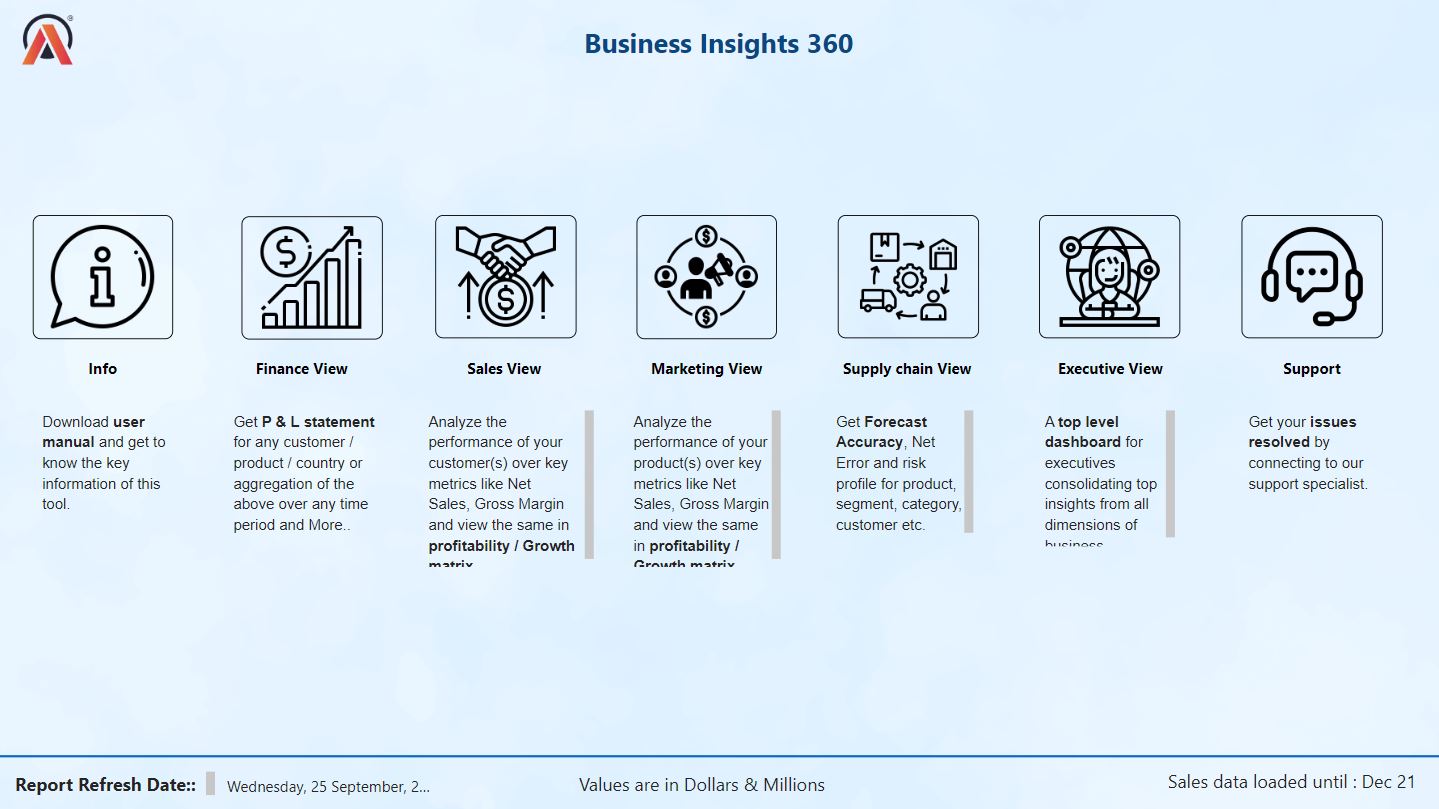 ®
Business Insights 360
Info
Download user
manual and get to
know the key
information of this
tool.
Finance View
Get P & L statement
for any customer /
product / country or
aggregation of the
above over any time
period and More..
Sales View
Analyze the
performance of your
customer(s) over key
metrics like Net
Sales, Gross Margin
and view the same in
profitability / Growth
matrix
Marketing View
Analyze the
performance of your
product(s) over key
metrics like Net
Sales, Gross Margin
and view the same
in profitability /
Growth matrix
Supply chain View
Get Forecast
Accuracy, Net
Error and risk
profile for product,
segment, category,
customer etc.
Executive View
A top level
dashboard for
executives
consolidating top
insights from all
dimensions of
business
Support
Get your issues
resolved by
connecting to our
support specialist.
Report Refresh Date::
Wednesday, 25 September, 2...
Values are in Dollars & Millions
Sales data loaded until : Dec 21